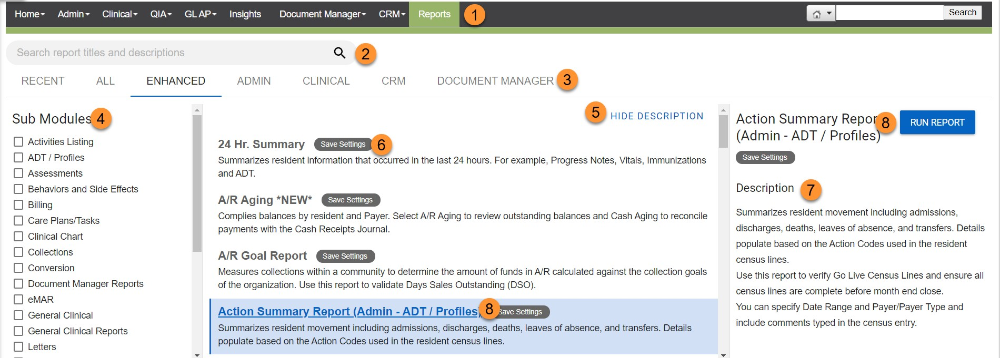 Home Admin Clinical QIA GL AP Insights Document Manager CRM Reports 1 Search
Search report titles and descriptions 2
RECENT ALL ENHANCED ADMIN CLINICAL CRM DOCUMENT MANAGER 3
Sub Modules 4
Activities Listing
ADT / Profiles
Assessments
Behaviors and Side Effects
Billing
Care Plans/Tasks
Clinical Chart
Collections
Conversion
Document Manager Reports
eMAR
General Clinical
General Clinical Reports
Letters
5 HIDE DESCRIPTION
24 Hr. Summary Save Settings 6
Summarizes resident information that occurred in the last 24 hours. For example, Progress Notes, Vitals, Immunizations
and ADT.
A/R Aging *NEW* Save Settings
Complies balances by resident and Payer. Select A/R Aging to review outstanding balances and Cash Aging to reconcile
payments with the Cash Receipts Journal.
A/R Goal Report Save Settings
Measures collections within a community to determine the amount of funds in A/R calculated against the collection goals
of the organization. Use this report to validate Days Sales Outstanding (DSO).
Action Summary Report (Admin - ADT / Profiles) 8 Save Settings
Summarizes resident movement including admissions, discharges, deaths, leaves of absence, and transfers. Details
populate based on the Action Codes used in the resident census lines.
Action Summary Report 8 RUN REPORT
(Admin - ADT / Profiles)
Save Settings
Description 7
Summarizes resident movement including admissions,
discharges, deaths, leaves of absence, and transfers. Details
populate based on the Action Codes used in the resident
census lines.
Use this report to verify Go Live Census Lines and ensure all
census lines are complete before month end close.
You can specify Date Range and Payer/Payer Type and
include comments typed in the census entry.